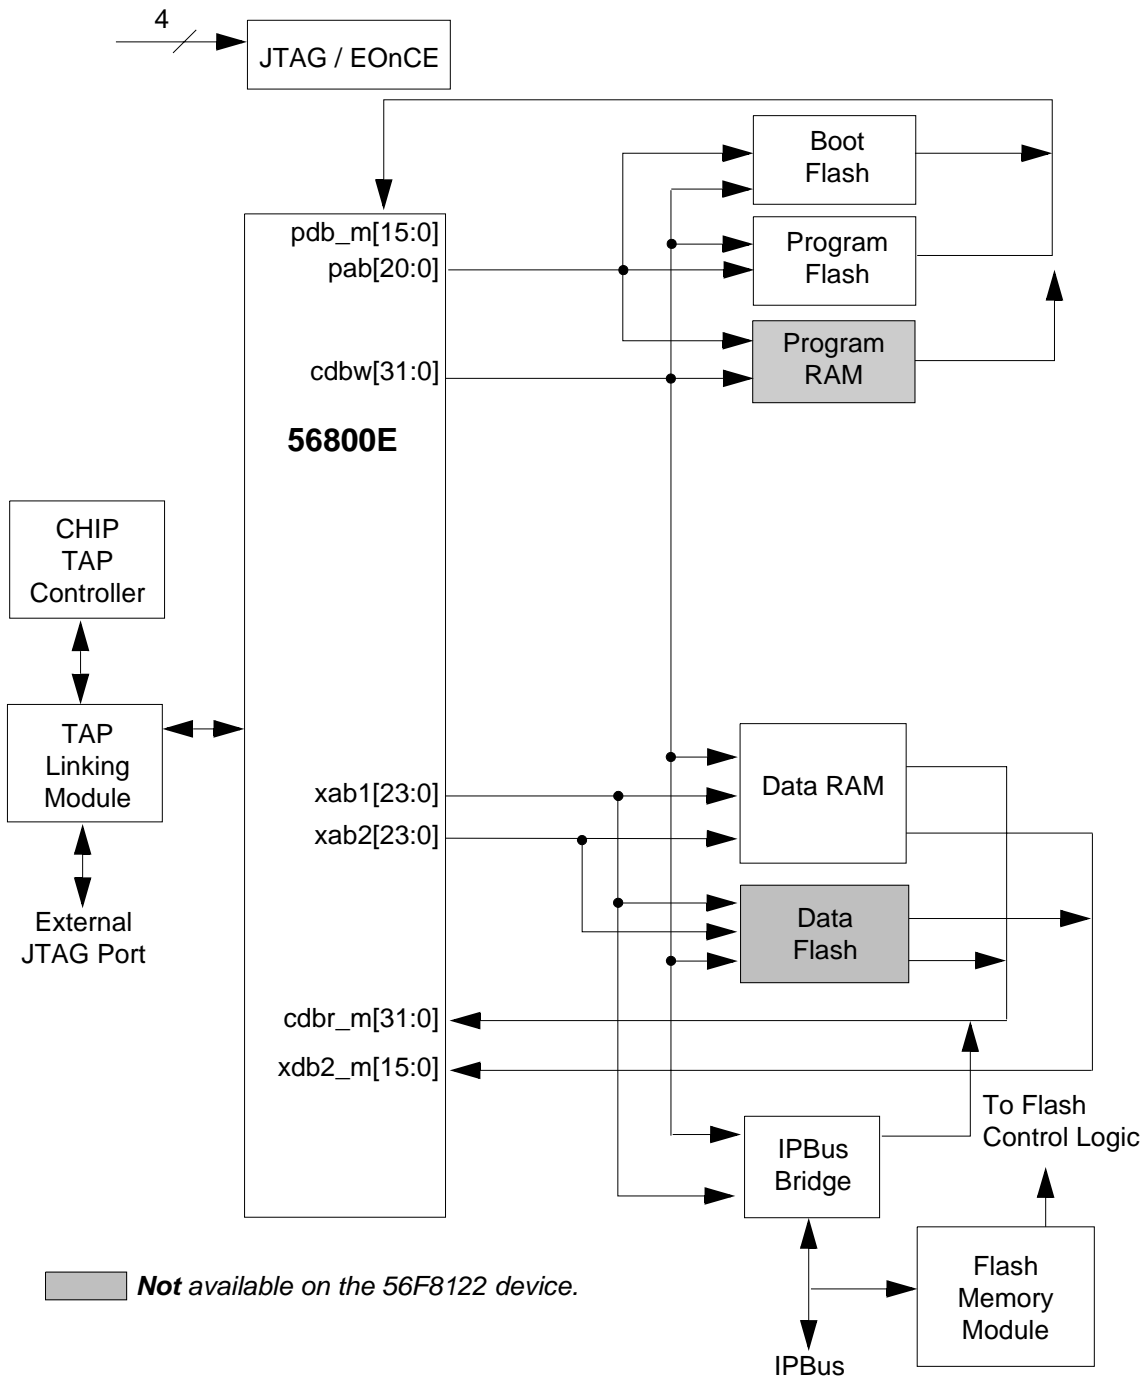 4
JTAG / EOnCE
Boot
Flash
pdb_m[15:0]
pab[20:0]
Program
Flash
Program
RAM
cdbw[31:0]
56800E
CHIP
TAP
Controller
TAP
Linking
Module
External
JTAG Port
xab1[23:0]
xab2[23:0]
Data RAM
Data
Flash
cdbr_m[31:0]
xdb2_m[15:0]
To Flash
Control Logic
IPBus
Bridge
Flash
Memory
Module
IPBus
Not available on the 56F8122 device.